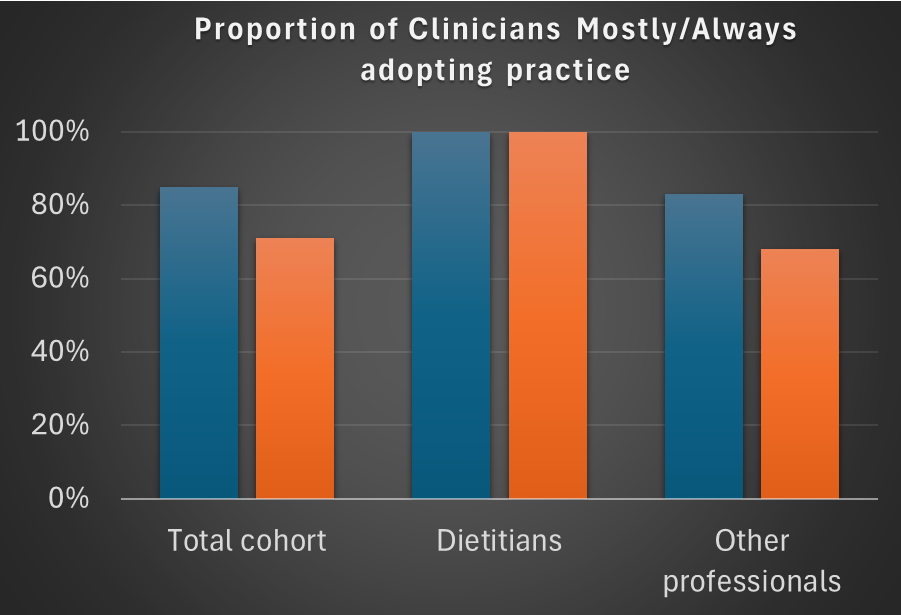 Proportion of Clinicians Mostly/Always
adopting practice
100%
80%
60%
40%
20%
0%
Total cohort
Dietitians
Other
professionals